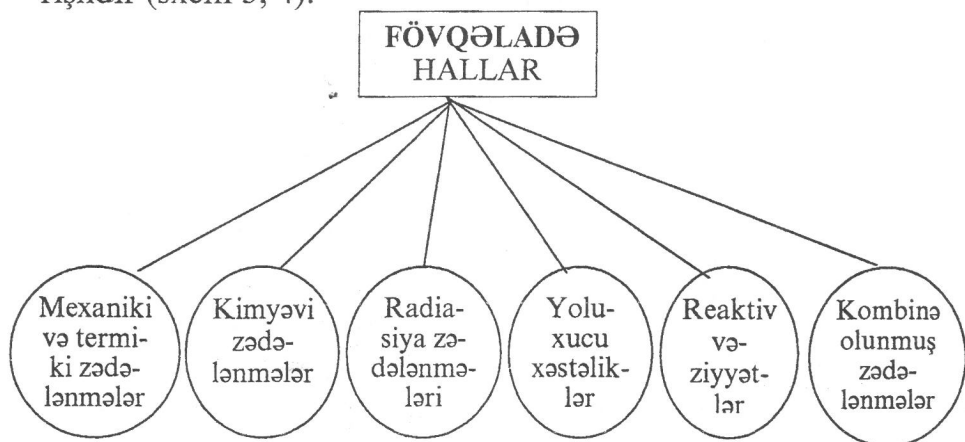 FÖVQƏLADƏ
HALLAR
Mexaniki
və termi-
ki zədə-
lənmələr
Kimyəvi
zədə-
lənmələr
Radia-
siya zə-
dələnmə-
ləri
Yolu-
xucu
xəstəlik-
lər
Reaktiv
və-
ziyyət-
lər
Kombinə
olunmuş
zədə-
lənmələr